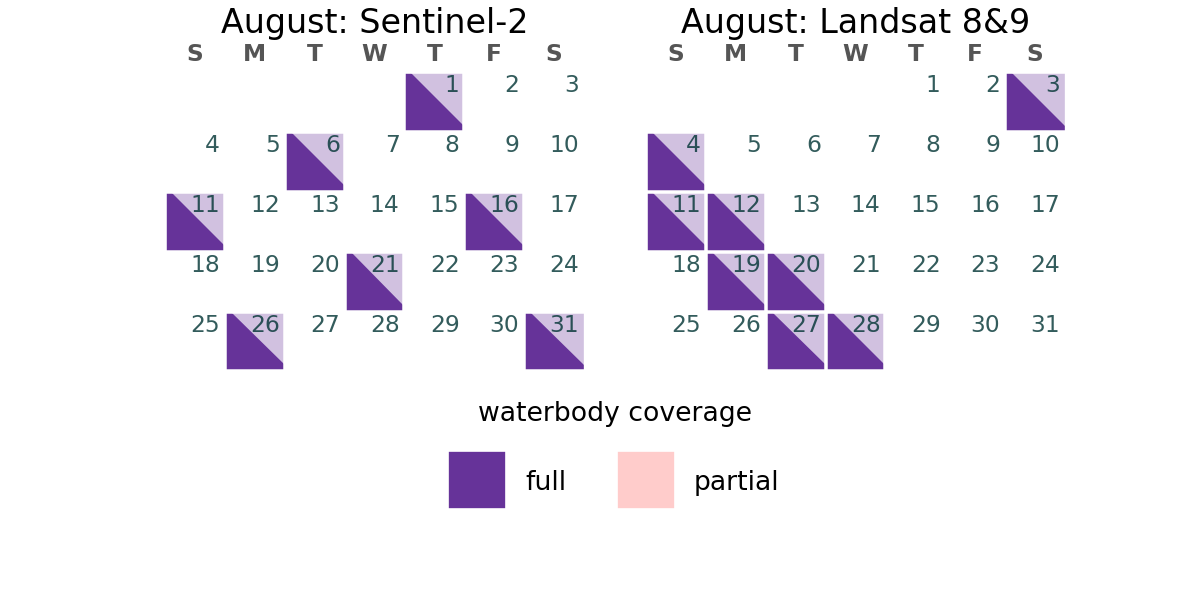 August: Sentinel-2
S M T W T F S
1 2 3
4 5 6 7 8 9 10
11 12 13 14 15 16 17
18 19 20 21 22 23 24
25 26 27 28 29 30 31
August: Landsat 8&9
S M T W T F S
1 2 3
4 5 6 7 8 9 10
11 12 13 14 15 16 17
18 19 20 21 22 23 24
25 26 27 28 29 30 31
waterbody coverage
full
partial